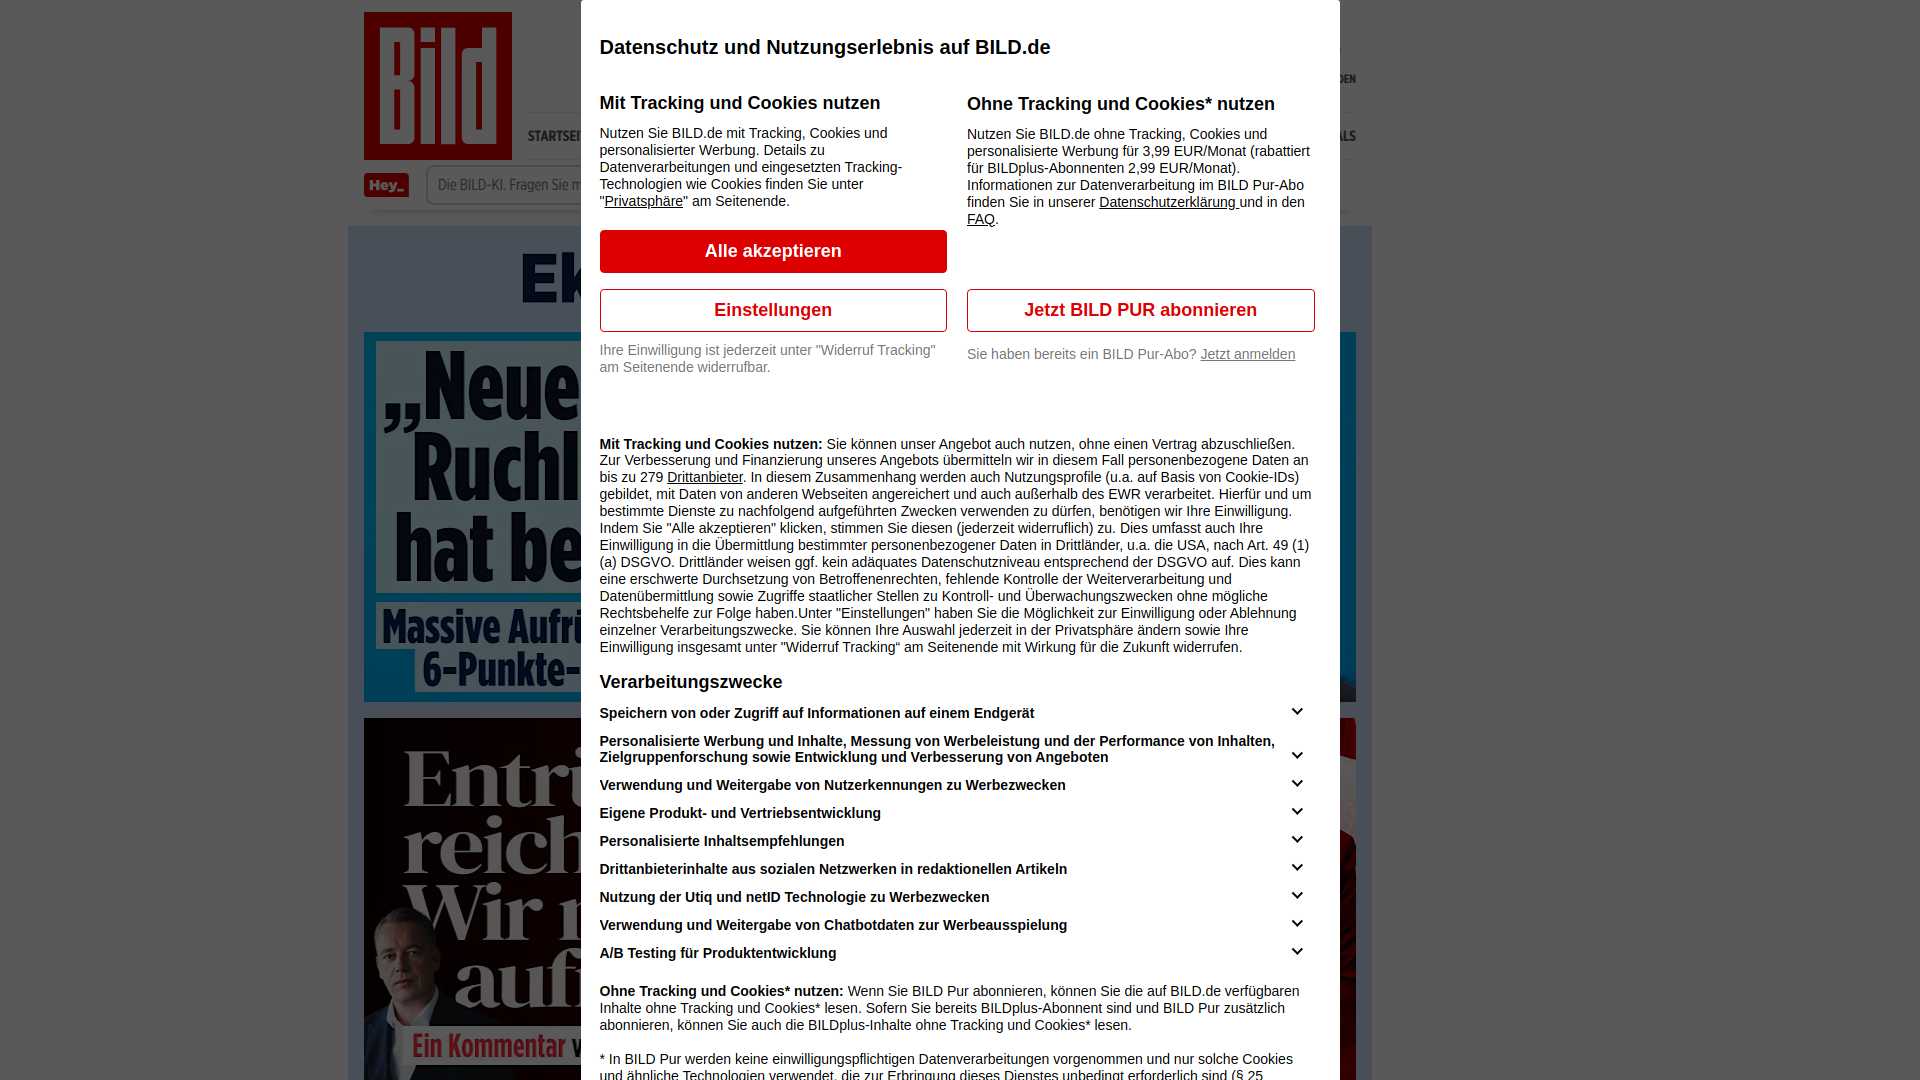 Bild
DEN
STARTSEI
ALS
Hey_
Die BILD-KI. Fragen Sie m
Ek
„Neue
Ruchl
hat be
Massive Aufrü
6-Punkte-
Entrü
reich
Wir n
auf
Ein Kommentar v
Datenschutz und Nutzungserlebnis auf BILD.de
Mit Tracking und Cookies nutzen
Nutzen Sie BILD.de mit Tracking, Cookies und
personalisierter Werbung. Details zu
Datenverarbeitungen und eingesetzten Tracking-
Technologien wie Cookies finden Sie unter
"Privatsphäre" am Seitenende.
Alle akzeptieren
Einstellungen
Ihre Einwilligung ist jederzeit unter "Widerruf Tracking"
am Seitenende widerrufbar.
Ohne Tracking und Cookies* nutzen
Nutzen Sie BILD.de ohne Tracking, Cookies und
personalisierte Werbung für 3,99 EUR/Monat (rabattiert
für BILDplus-Abonnenten 2,99 EUR/Monat).
Informationen zur Datenverarbeitung im BILD Pur-Abo
finden Sie in unserer Datenschutzerklärung und in den
FAQ.
Jetzt BILD PUR abonnieren
Sie haben bereits ein BILD Pur-Abo? Jetzt anmelden
Mit Tracking und Cookies nutzen: Sie können unser Angebot auch nutzen, ohne einen Vertrag abzuschließen.
Zur Verbesserung und Finanzierung unseres Angebots übermitteln wir in diesem Fall personenbezogene Daten an
bis zu 279 Drittanbieter. In diesem Zusammenhang werden auch Nutzungsprofile (u.a. auf Basis von Cookie-IDs)
gebildet, mit Daten von anderen Webseiten angereichert und auch außerhalb des EWR verarbeitet. Hierfür und um
bestimmte Dienste zu nachfolgend aufgeführten Zwecken verwenden zu dürfen, benötigen wir Ihre Einwilligung.
Indem Sie "Alle akzeptieren" klicken, stimmen Sie diesen (jederzeit widerruflich) zu. Dies umfasst auch Ihre
Einwilligung in die Übermittlung bestimmter personenbezogener Daten in Drittländer, u.a. die USA, nach Art. 49 (1)
(a) DSGVO. Drittländer weisen ggf. kein adäquates Datenschutzniveau entsprechend der DSGVO auf. Dies kann
eine erschwerte Durchsetzung von Betroffenenrechten, fehlende Kontrolle der Weiterverarbeitung und
Datenübermittlung sowie Zugriffe staatlicher Stellen zu Kontroll- und Überwachungszwecken ohne mögliche
Rechtsbehelfe zur Folge haben.Unter "Einstellungen" haben Sie die Möglichkeit zur Einwilligung oder Ablehnung
einzelner Verarbeitungszwecke. Sie können Ihre Auswahl jederzeit in der Privatsphäre ändern sowie Ihre
Einwilligung insgesamt unter "Widerruf Tracking“ am Seitenende mit Wirkung für die Zukunft widerrufen.
Verarbeitungszwecke
Speichern von oder Zugriff auf Informationen auf einem Endgerät
Personalisierte Werbung und Inhalte, Messung von Werbeleistung und der Performance von Inhalten,
Zielgruppenforschung sowie Entwicklung und Verbesserung von Angeboten
Verwendung und Weitergabe von Nutzerkennungen zu Werbezwecken
Eigene Produkt- und Vertriebsentwicklung
Personalisierte Inhaltsempfehlungen
Drittanbieterinhalte aus sozialen Netzwerken in redaktionellen Artikeln
Nutzung der Utiq und netID Technologie zu Werbezwecken
Verwendung und Weitergabe von Chatbotdaten zur Werbeausspielung
A/B Testing für Produktentwicklung
Ohne Tracking und Cookies* nutzen: Wenn Sie BILD Pur abonnieren, können Sie die auf BILD.de verfügbaren
Inhalte ohne Tracking und Cookies* lesen. Sofern Sie bereits BILDplus-Abonnent sind und BILD Pur zusätzlich
abonnieren, können Sie auch die BILDplus-Inhalte ohne Tracking und Cookies* lesen.
* In BILD Pur werden keine einwilligungspflichtigen Datenverarbeitungen vorgenommen und nur solche Cookies
und ähnliche Technologien verwendet, die zur Erbringung dieses Dienstes unbedingt erforderlich sind (§ 25